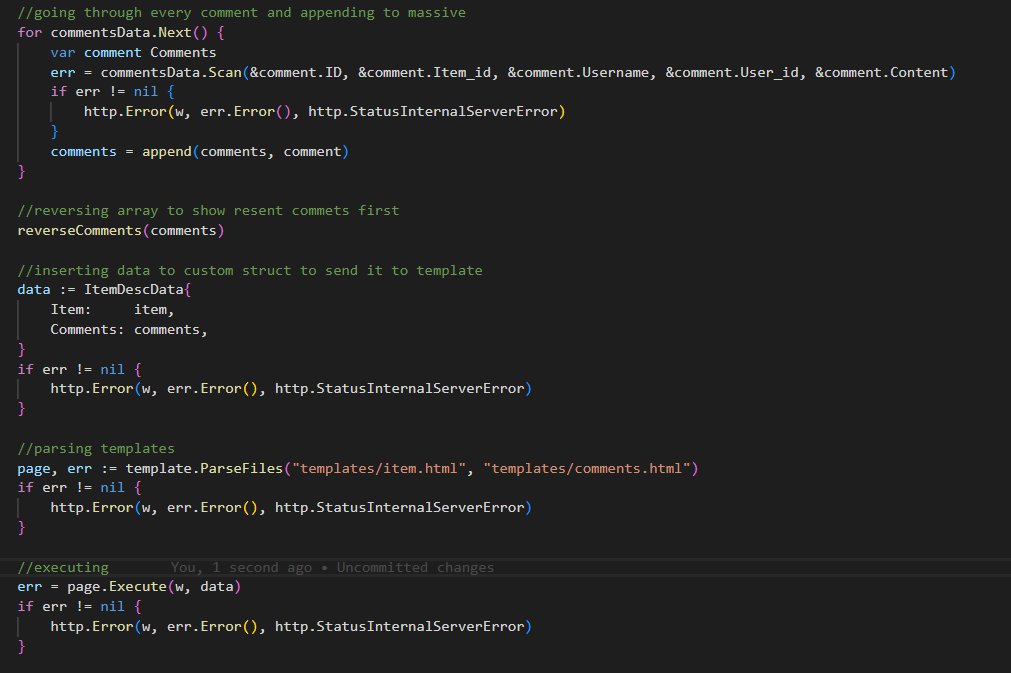 //going through every comment and appending to massive
for commentsData.Next() {
    var comment Comments
    err = commentsData.Scan(&comment.ID, &comment.Item_id, &comment.Username, &comment.User_id, &comment.Content)
    if err != nil {
        http.Error(w, err.Error(), http.StatusInternalServerError)
    }
    comments = append(comments, comment)
}

//reversing array to show resent commets first
reverseComments(comments)

//inserting data to custom struct to send it to template
data := ItemDescData{
    Item:     item,
    Comments: comments,
}
if err != nil {
    http.Error(w, err.Error(), http.StatusInternalServerError)
}

//parsing templates
page, err := template.ParseFiles("templates/item.html", "templates/comments.html")
if err != nil {
    http.Error(w, err.Error(), http.StatusInternalServerError)
}

//executing       You, 1 second ago • Uncommitted changes
err = page.Execute(w, data)
if err != nil {
    http.Error(w, err.Error(), http.StatusInternalServerError)
}